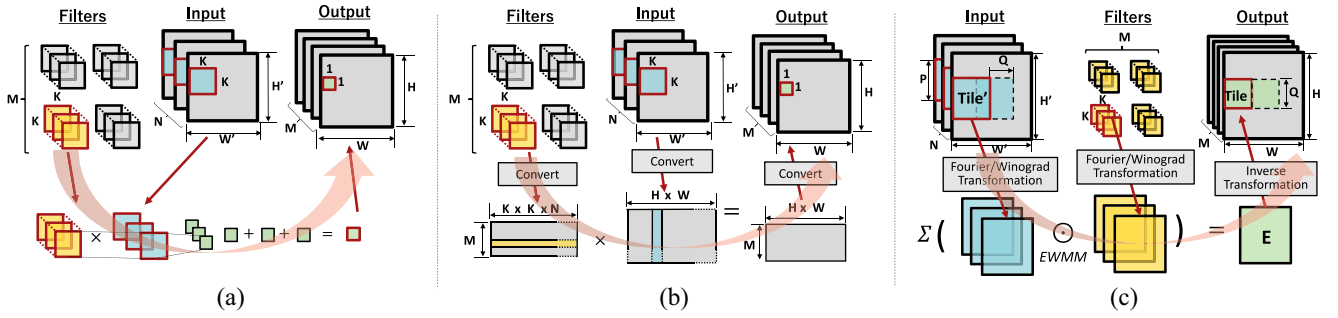 Filters
Input
Output
M
K
K
K
K
N
H'
W'
1
1
M
H
W
×
+
+
=
(a)
Filters
Input
Output
M
K
K
K
K
N
H'
W'
1
1
M
H
W
Convert
Convert
Convert
K x K x N
M
×
H x W
=
H x W
M
(b)
Input
Filters
Output
P
Q
Tile'
N
H'
W'
M
K
K
Tile
Q
H
M
W
Fourier/Winograd
Transformation
Fourier/Winograd
Transformation
Inverse
Transformation
Σ
(
⊙
EWMM
)
=
E
(c)